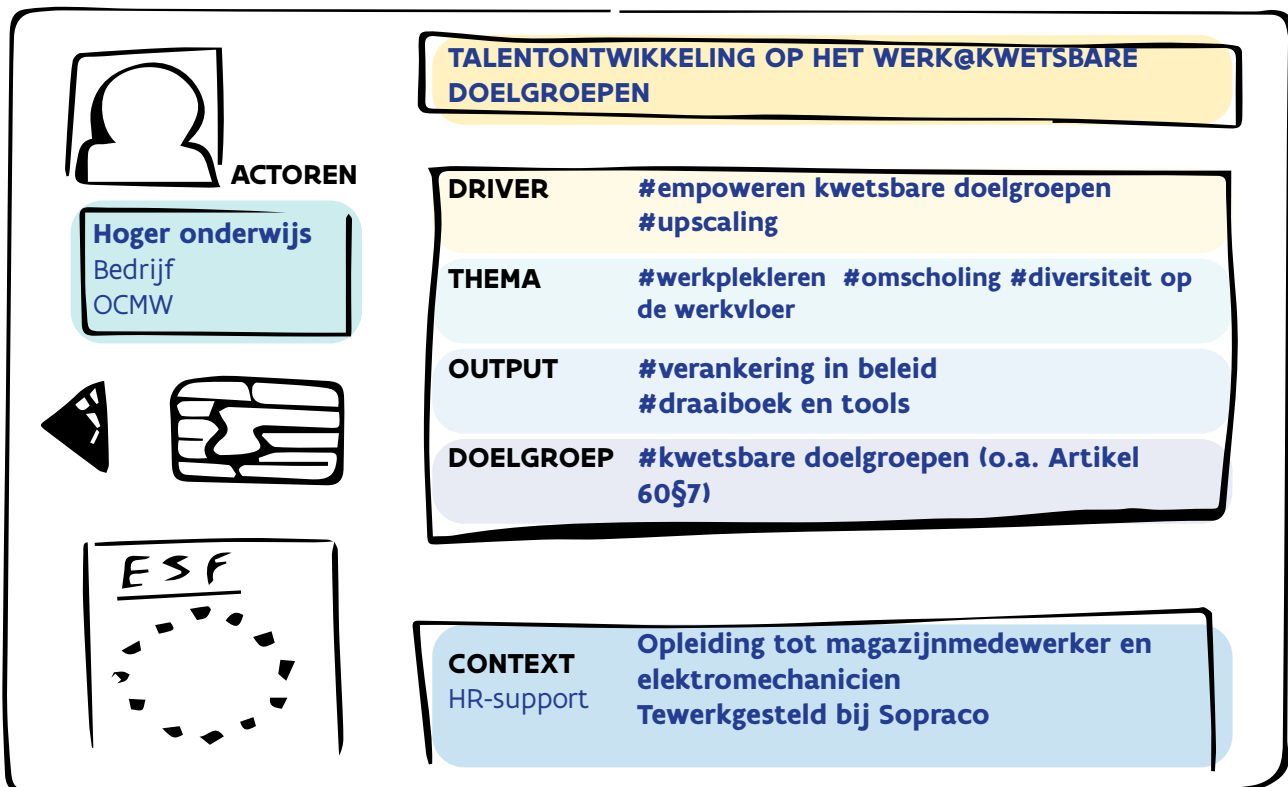 TALENTONTWIKKELING OP HET WERK@KWETSBARE
DOELGROEPEN
ACTOREN
Hoger onderwijs
Bedrijf
OCMW
DRIVER #empoweren kwetsbare doelgroepen
#upscaling
THEMA #werkplekleren #omscholing #diversiteit op
de werkvloer
OUTPUT #verankering in beleid
#draaiboek en tools
DOELGROEP #kwetsbare doelgroepen (o.a. Artikel
60§7)
ESF
CONTEXT
HR-support
Opleiding tot magazijnmedewerker en
elektromechanicien
Tewerkgesteld bij Sopraco